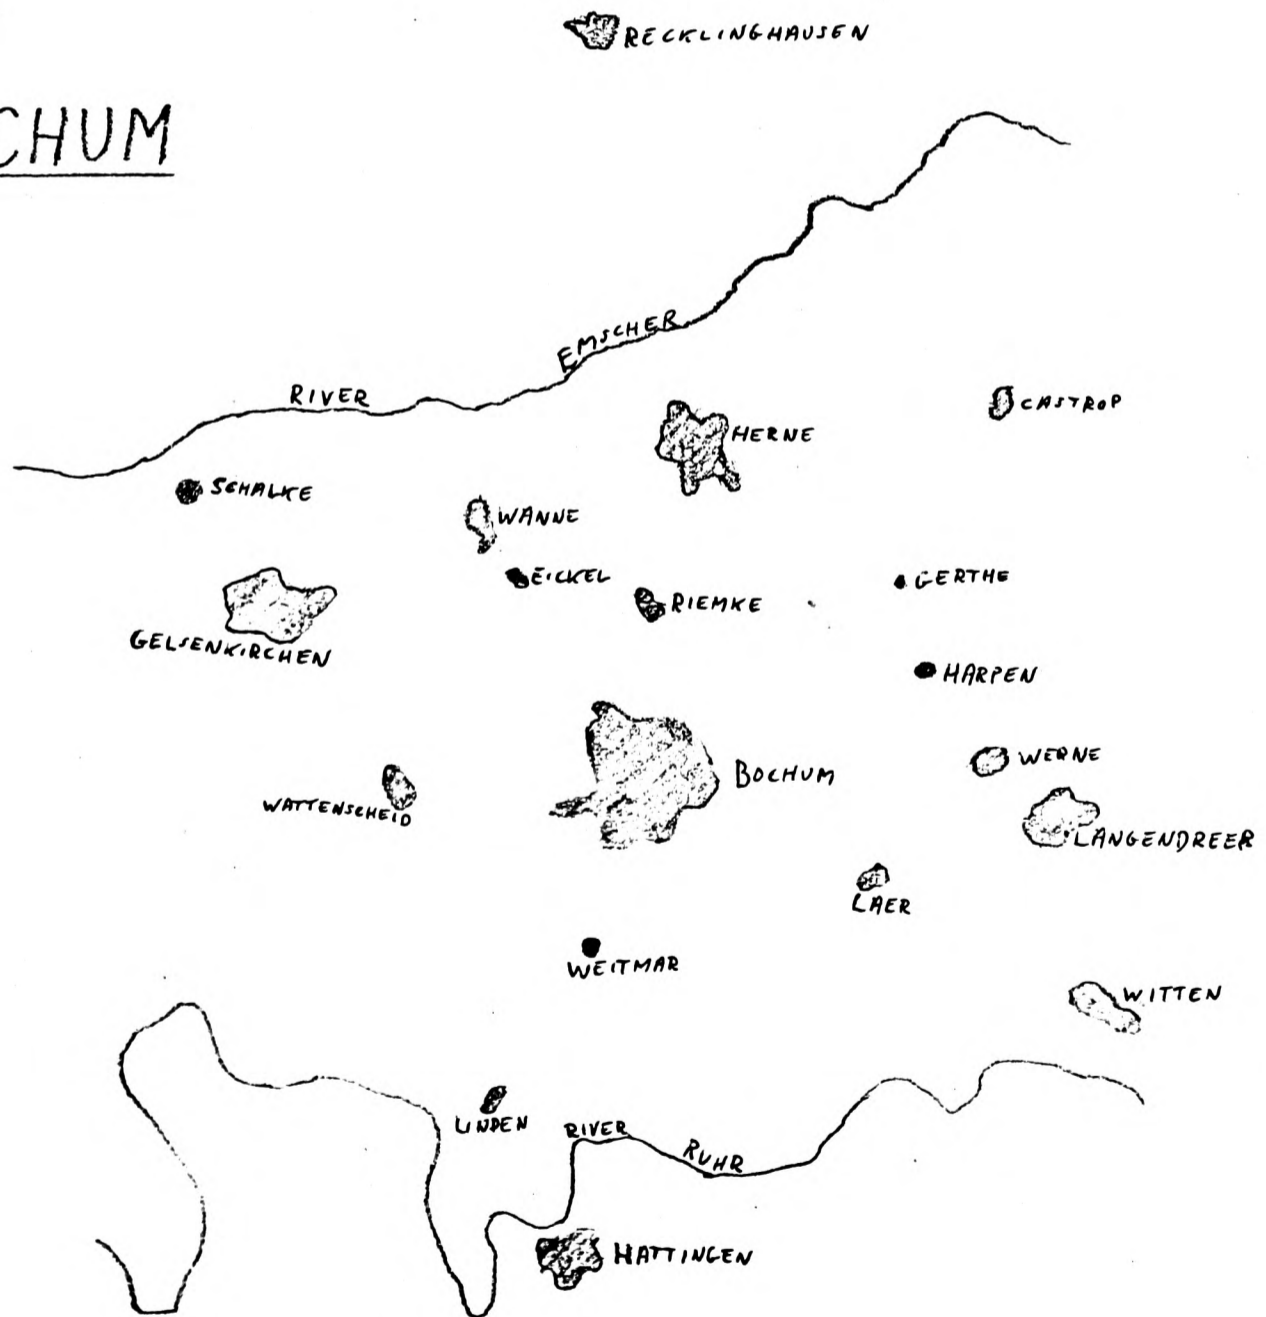 RECKLINGHAUSEN
CHUM
EMSCHER
RIVER
CASTROP
HERNE
SCHALKE
WANNE
EICKEL
GERTHE
RIEMKE
GELSENKIRCHEN
HARPEN
WERNE
BOCHUM
WATTENSCHEID
LANGENDREER
LAER
WEITMAR
WITTEN
LINDEN
RIVER
RUHR
HATTINGEN